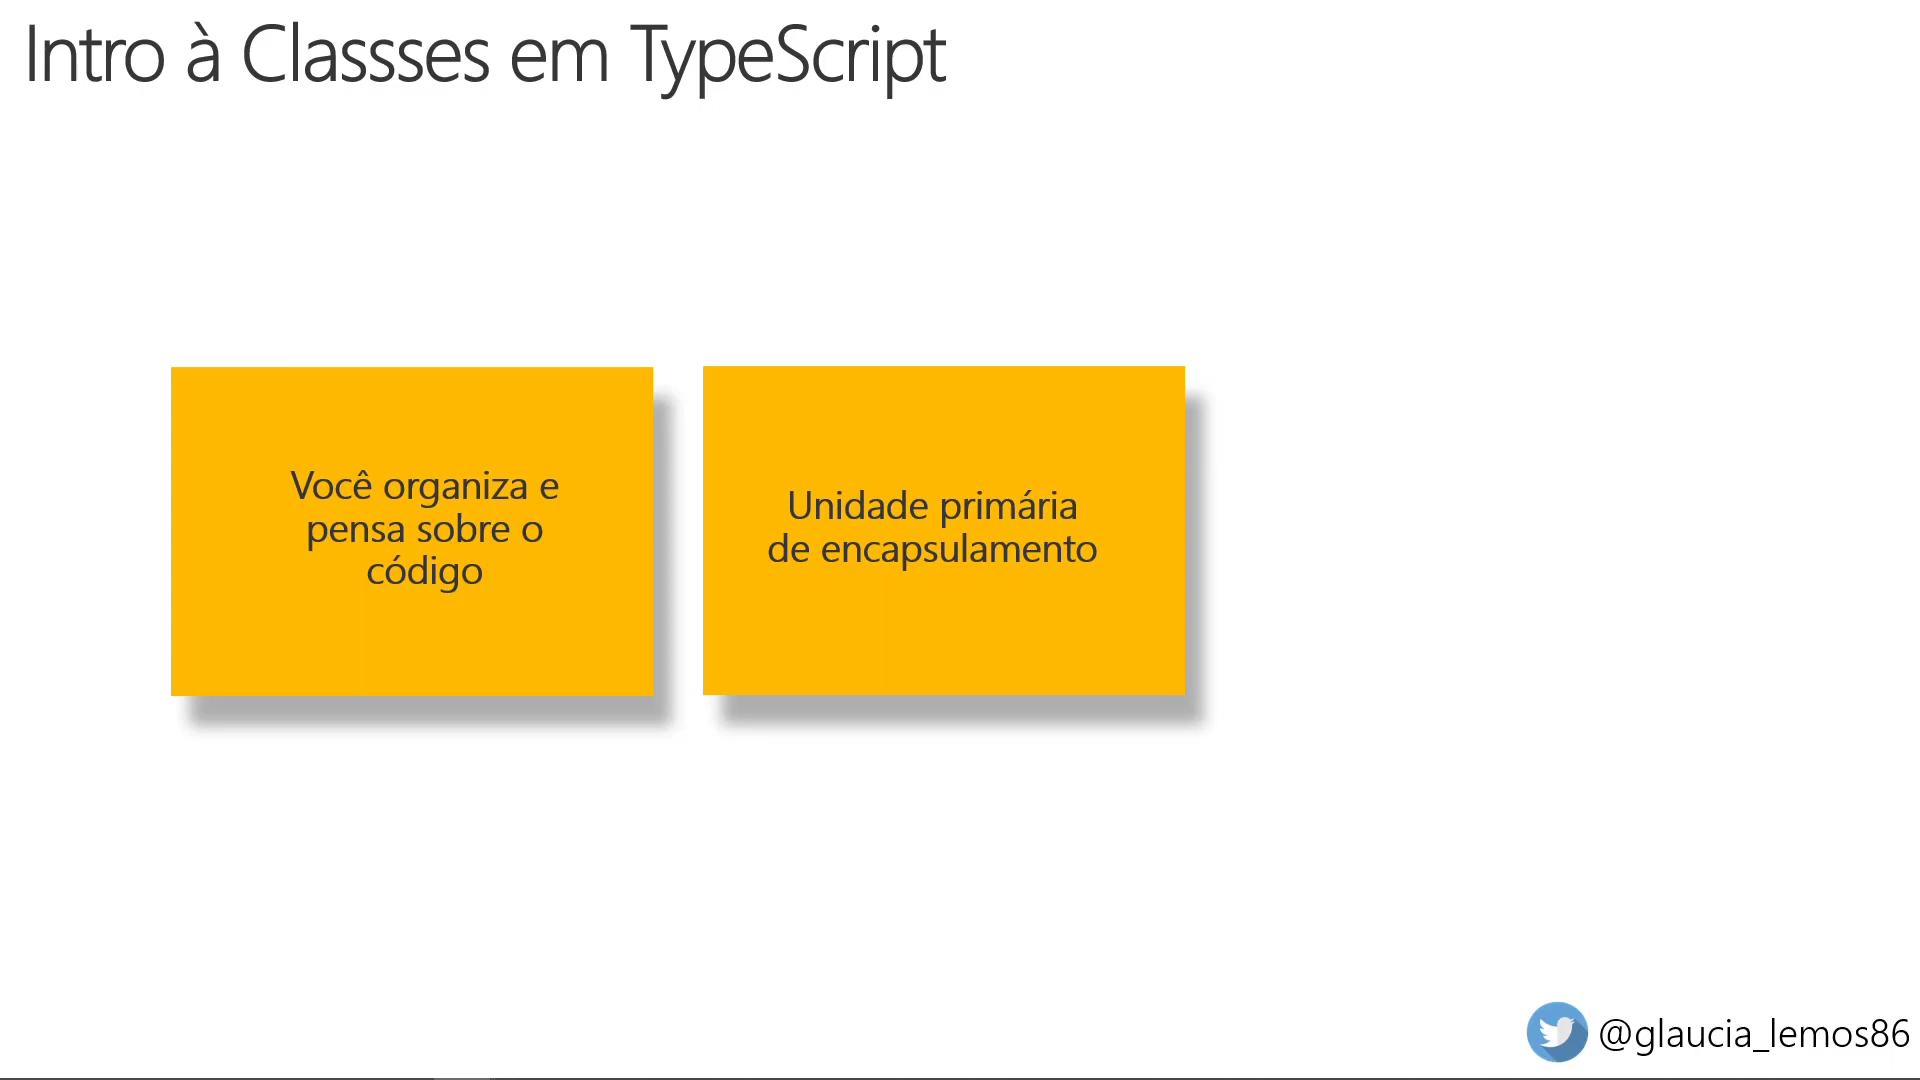 Intro à Classses em TypeScript
Você organiza e
pensa sobre o
código
Unidade primária
de encapsulamento
@glaucia_lemos86